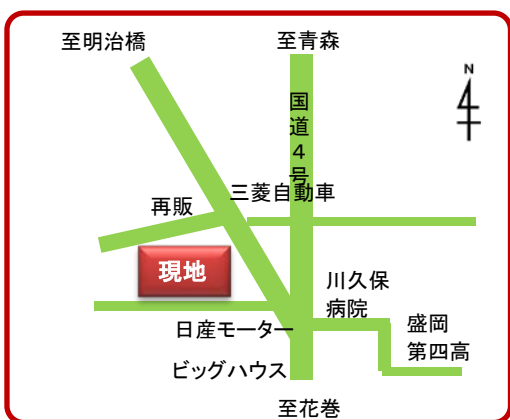 至明治橋
至青森
N
国道4号
三菱自動車
再販
現地
川久保
病院
日産モーター
盛岡
第四高
ビッグハウス
至花巻